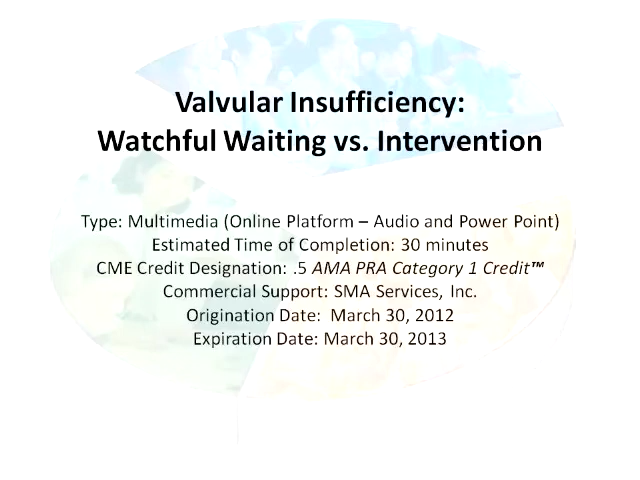 Valvular Insufficiency:
Watchful Waiting vs. Intervention
Type: Multimedia (Online Platform – Audio and Power Point)
Estimated Time of Completion: 30 minutes
CME Credit Designation: .5 AMA PRA Category 1 Credit™
Commercial Support: SMA Services, Inc.
Origination Date:  March 30, 2012
Expiration Date: March 30, 2013